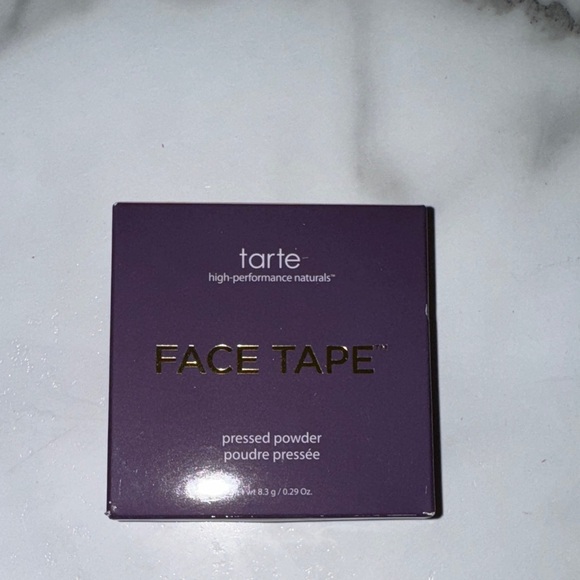 tarte
high-performance naturals™
FACE TAPE™
pressed powder
poudre pressée
wt 8.3 g / 0.29 Oz.